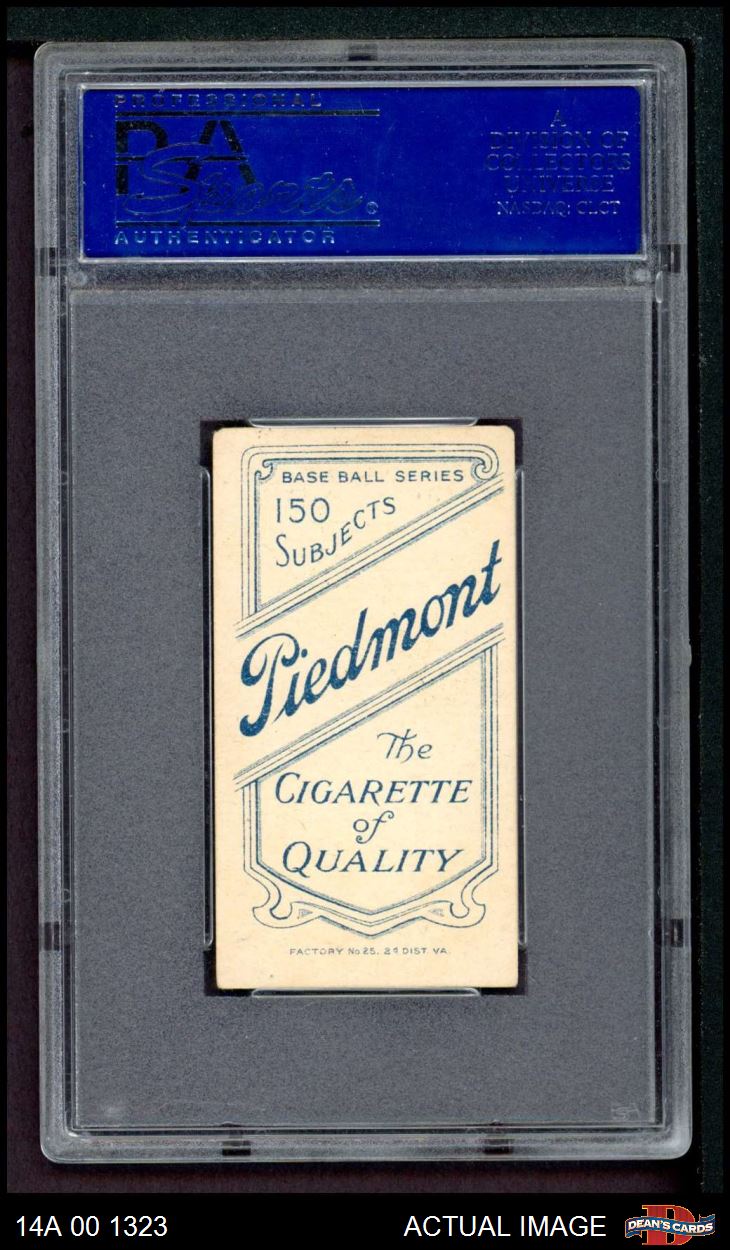 PROFESSIONAL
PSA
Sports
AUTHENTICATOR
A
DIVISION OF
COLLECTORS
UNIVERSE
NASDAQ: CLCT
BASE BALL SERIES
150
SUBJECTS
Piedmont
The
CIGARETTE
of
QUALITY
FACTORY No 25, 2d DIST. VA.
14A 00 1323
ACTUAL IMAGE
D
DEAN'S CARDS